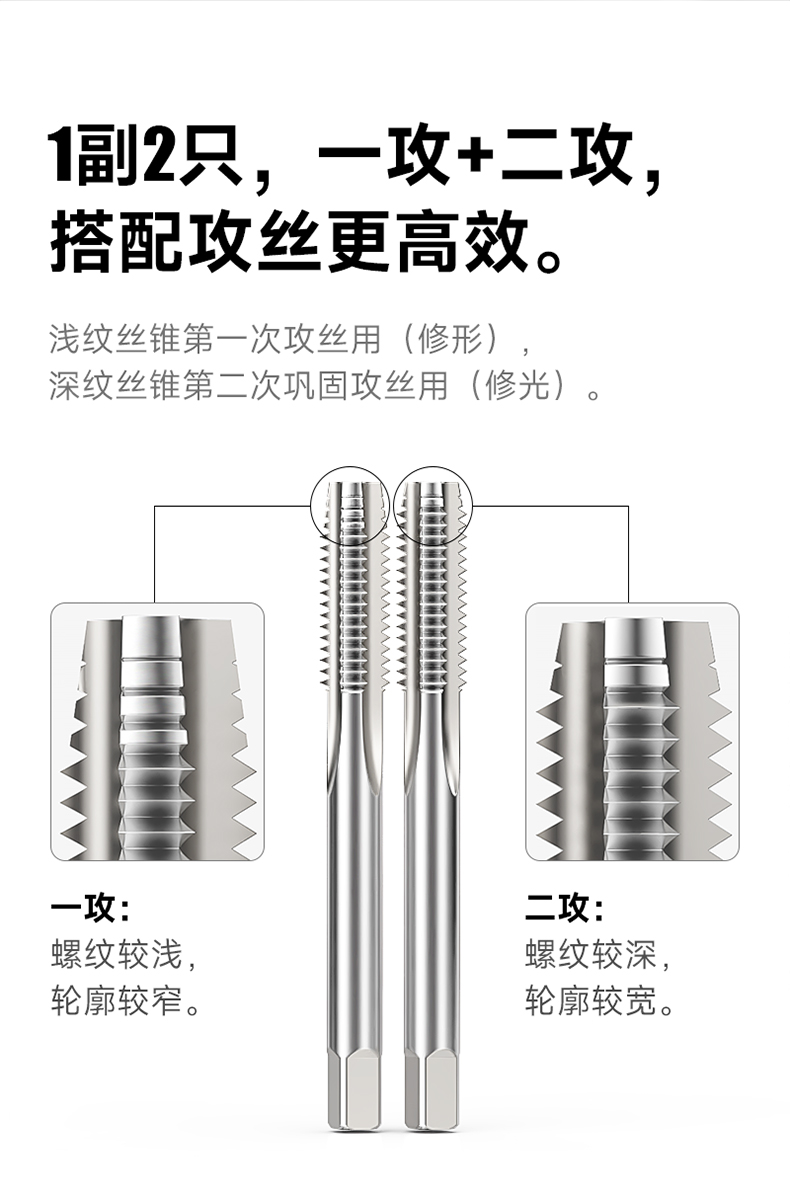 1副2只，一攻+二攻，
搭配攻丝更高效。
浅纹丝锥第一次攻丝用（修形），
深纹丝锥第二次巩固攻丝用（修光）。
一攻：
螺纹较浅，
轮廓较窄。
二攻：
螺纹较深，
轮廓较宽。